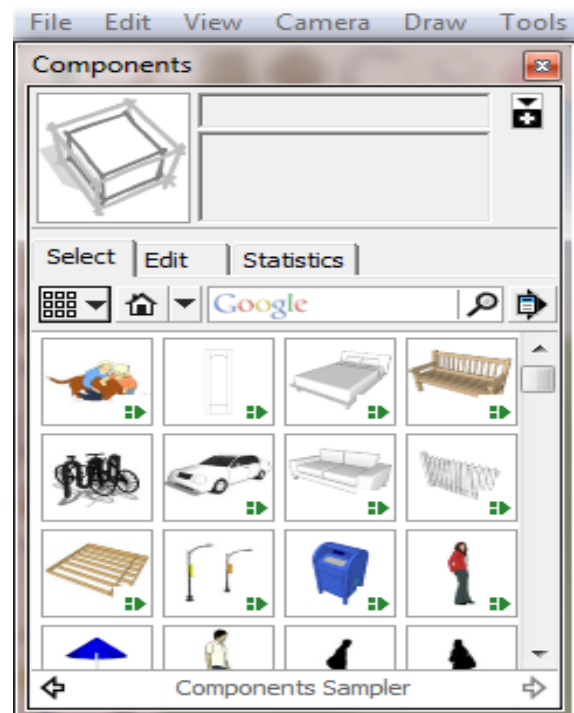 File Edit View Camera Draw Tools
Components
Select Edit Statistics
Google
Components Sampler